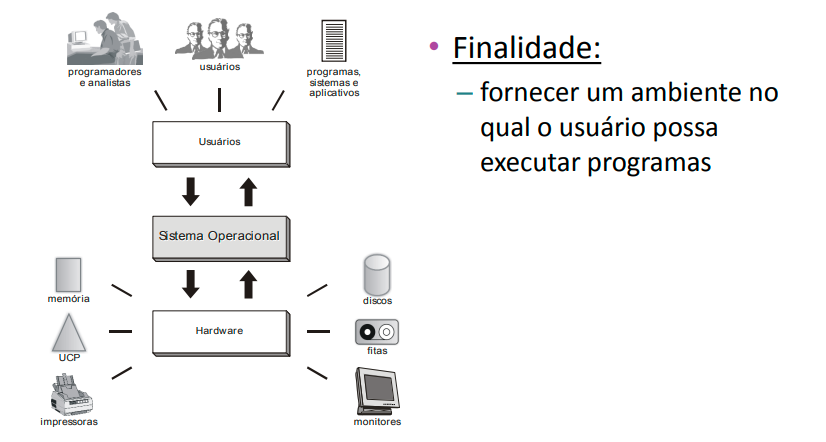 programadores
e analistas
usuários
programas,
sistemas e
aplicativos
Usuários
Sistema Operacional
Hardware
memória
UCP
impressoras
discos
fitas
monitores
• Finalidade:
– fornecer um ambiente no
qual o usuário possa
executar programas